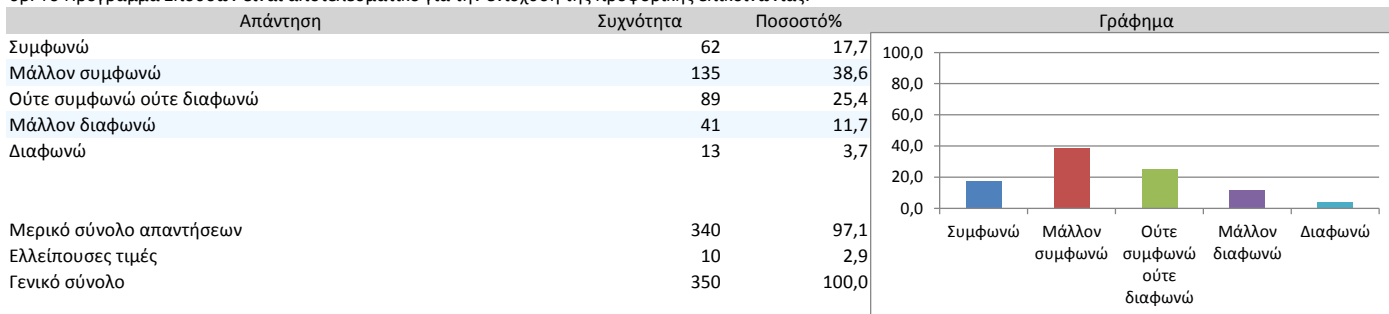 Απάντηση Συχνότητα Ποσοστό% Γράφημα
Συμφωνώ 62 17,7
Μάλλον συμφωνώ 135 38,6
Ούτε συμφωνώ ούτε διαφωνώ 89 25,4
Μάλλον διαφωνώ 41 11,7
Διαφωνώ 13 3,7
Μερικό σύνολο απαντήσεων 340 97,1
Ελλείπουσες τιμές 10 2,9
Γενικό σύνολο 350 100,0
100,0
80,0
60,0
40,0
20,0
0,0
Συμφωνώ Μάλλον Ούτε Μάλλον Διαφωνώ
συμφωνώ συμφωνώ διαφωνώ
ούτε
διαφωνώ